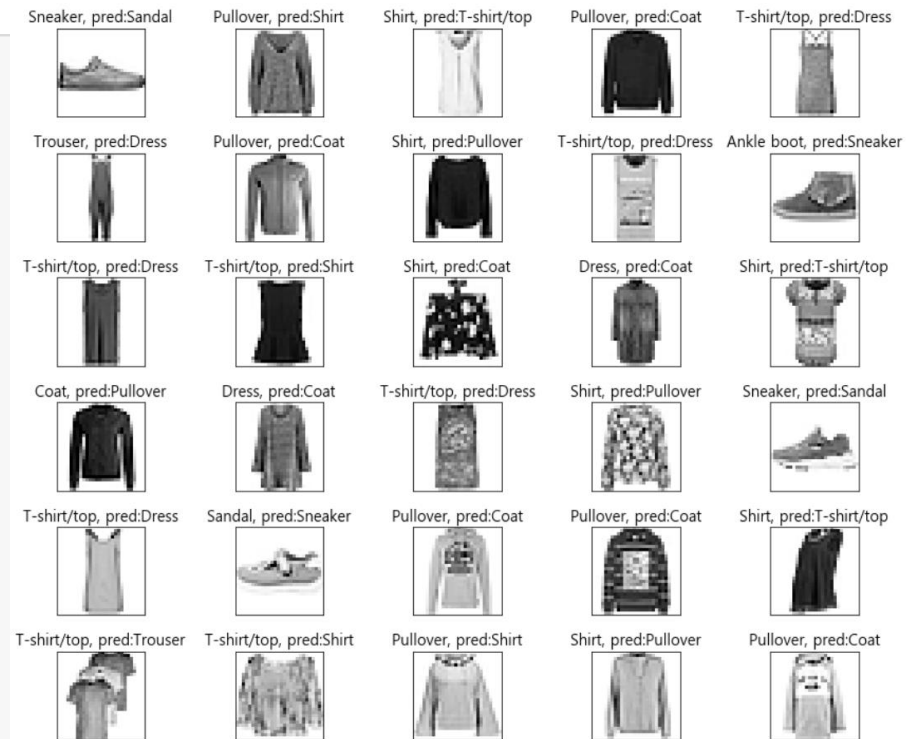 Sneaker, pred:Sandal Pullover, pred:Shirt Shirt, pred:T-shirt/top Pullover, pred:Coat T-shirt/top, pred:Dress
Trouser, pred:Dress Pullover, pred:Coat Shirt, pred:Pullover T-shirt/top, pred:Dress Ankle boot, pred:Sneaker
T-shirt/top, pred:Dress T-shirt/top, pred:Shirt Shirt, pred:Coat Dress, pred:Coat Shirt, pred:T-shirt/top
Coat, pred:Pullover Dress, pred:Coat T-shirt/top, pred:Dress Shirt, pred:Pullover Sneaker, pred:Sandal
T-shirt/top, pred:Dress Sandal, pred:Sneaker Pullover, pred:Coat Pullover, pred:Coat Shirt, pred:T-shirt/top
T-shirt/top, pred:Trouser T-shirt/top, pred:Shirt Pullover, pred:Shirt Shirt, pred:Pullover Pullover, pred:Coat